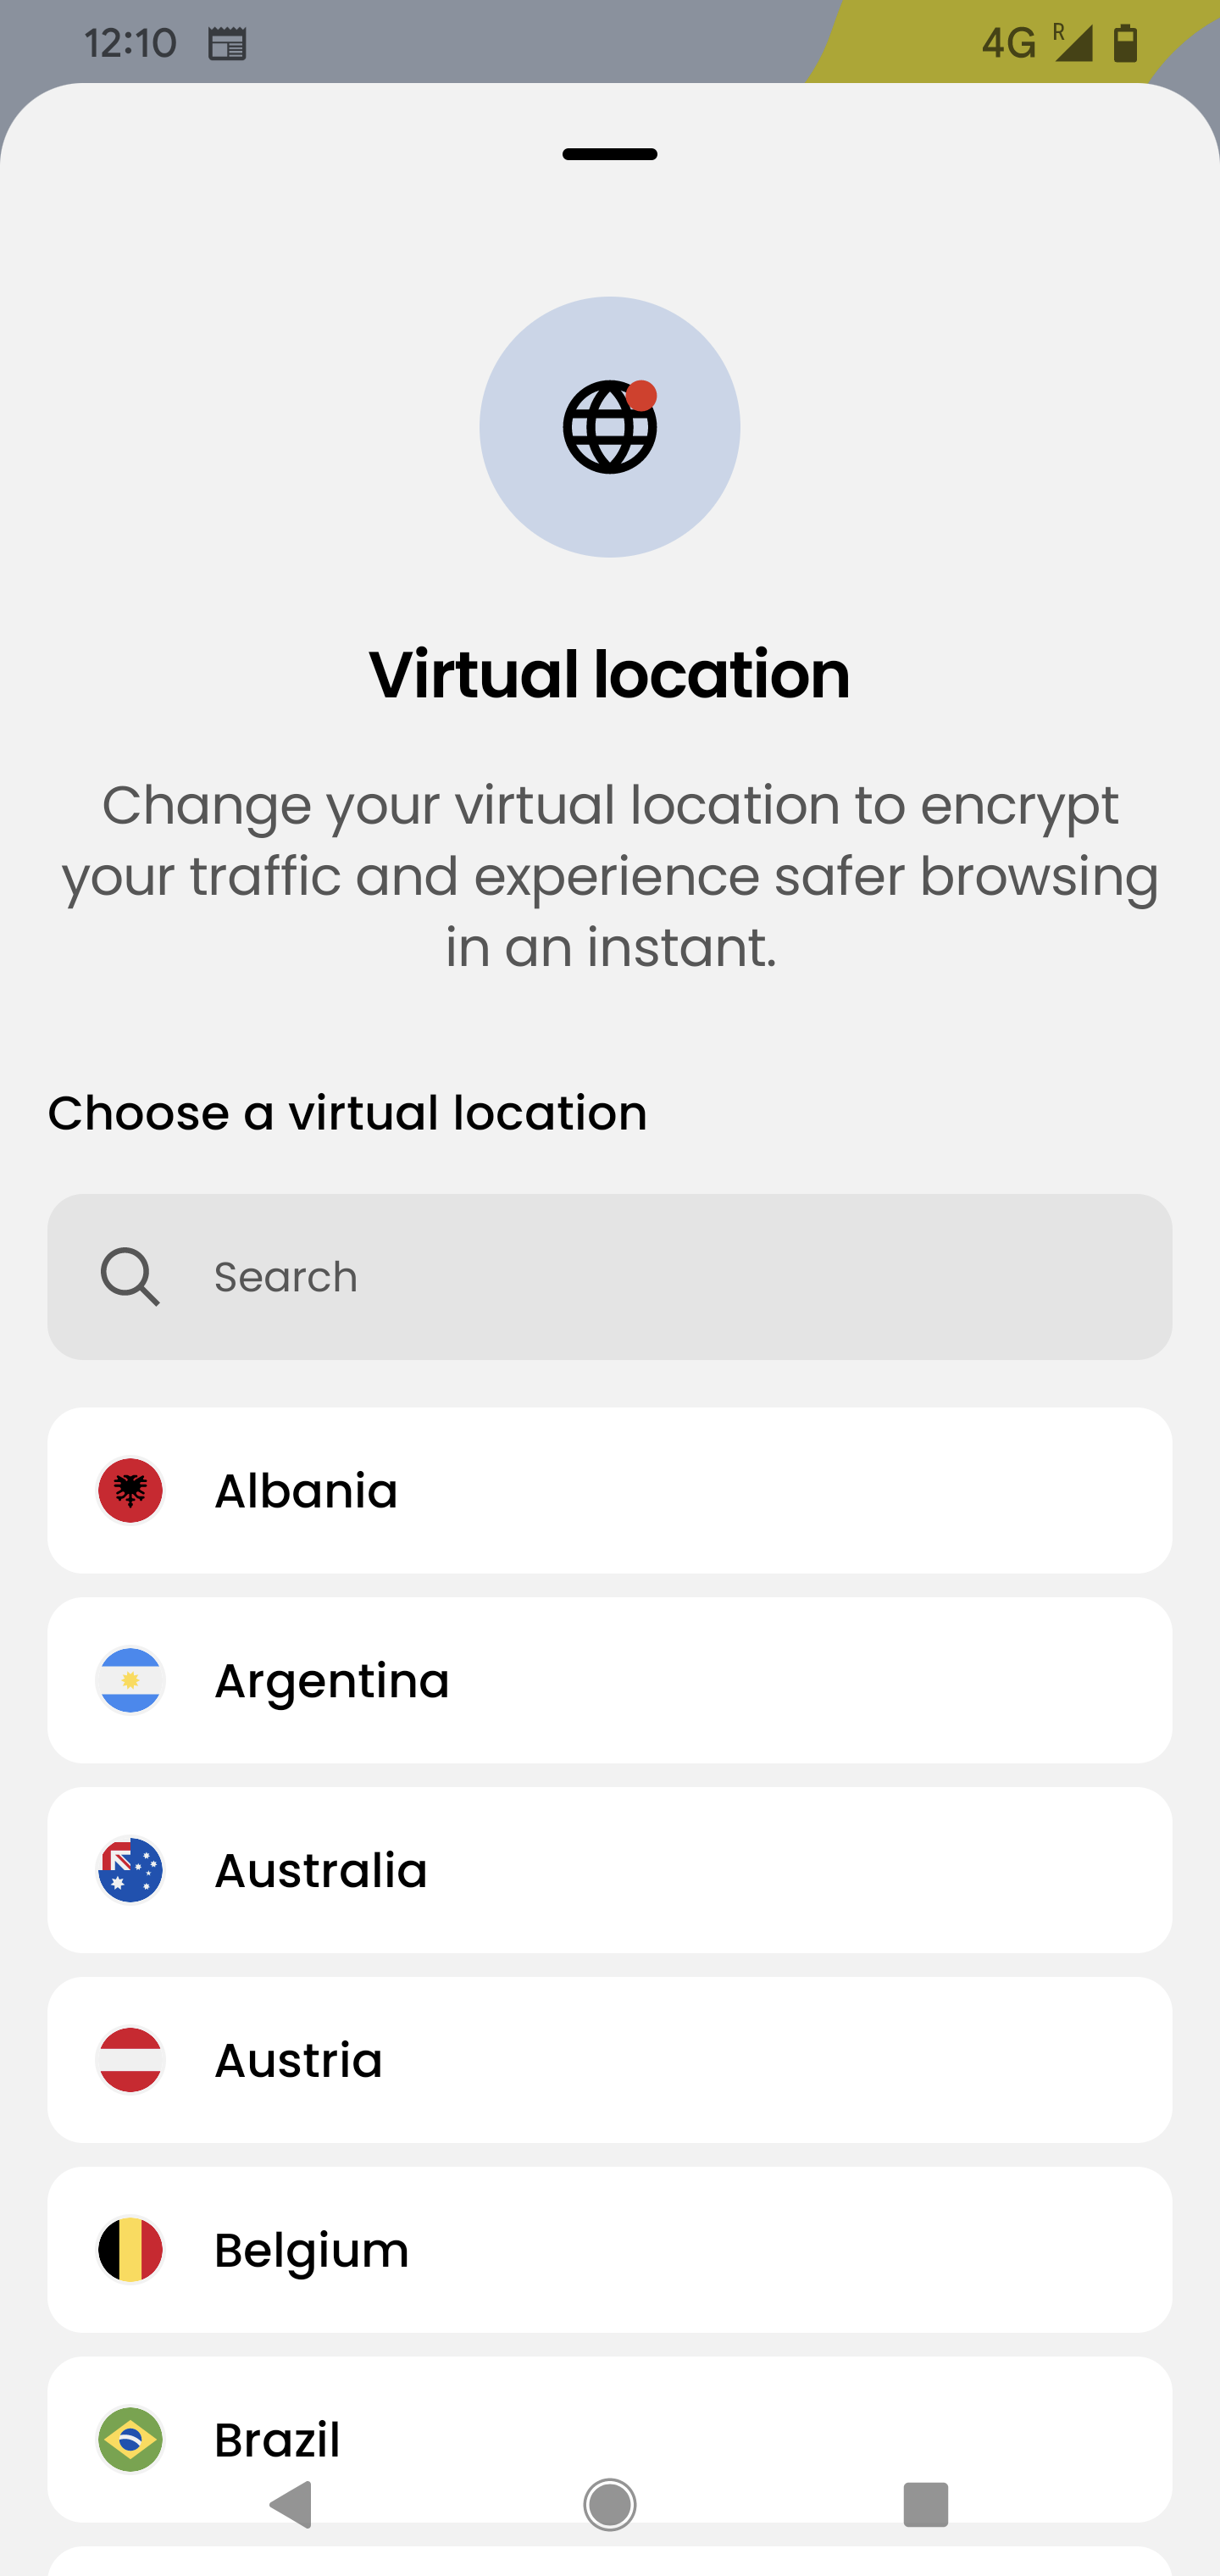 12:10
4G R
Virtual location
Change your virtual location to encrypt
your traffic and experience safer browsing
in an instant.
Choose a virtual location
Search
Albania
Argentina
Australia
Austria
Belgium
Brazil